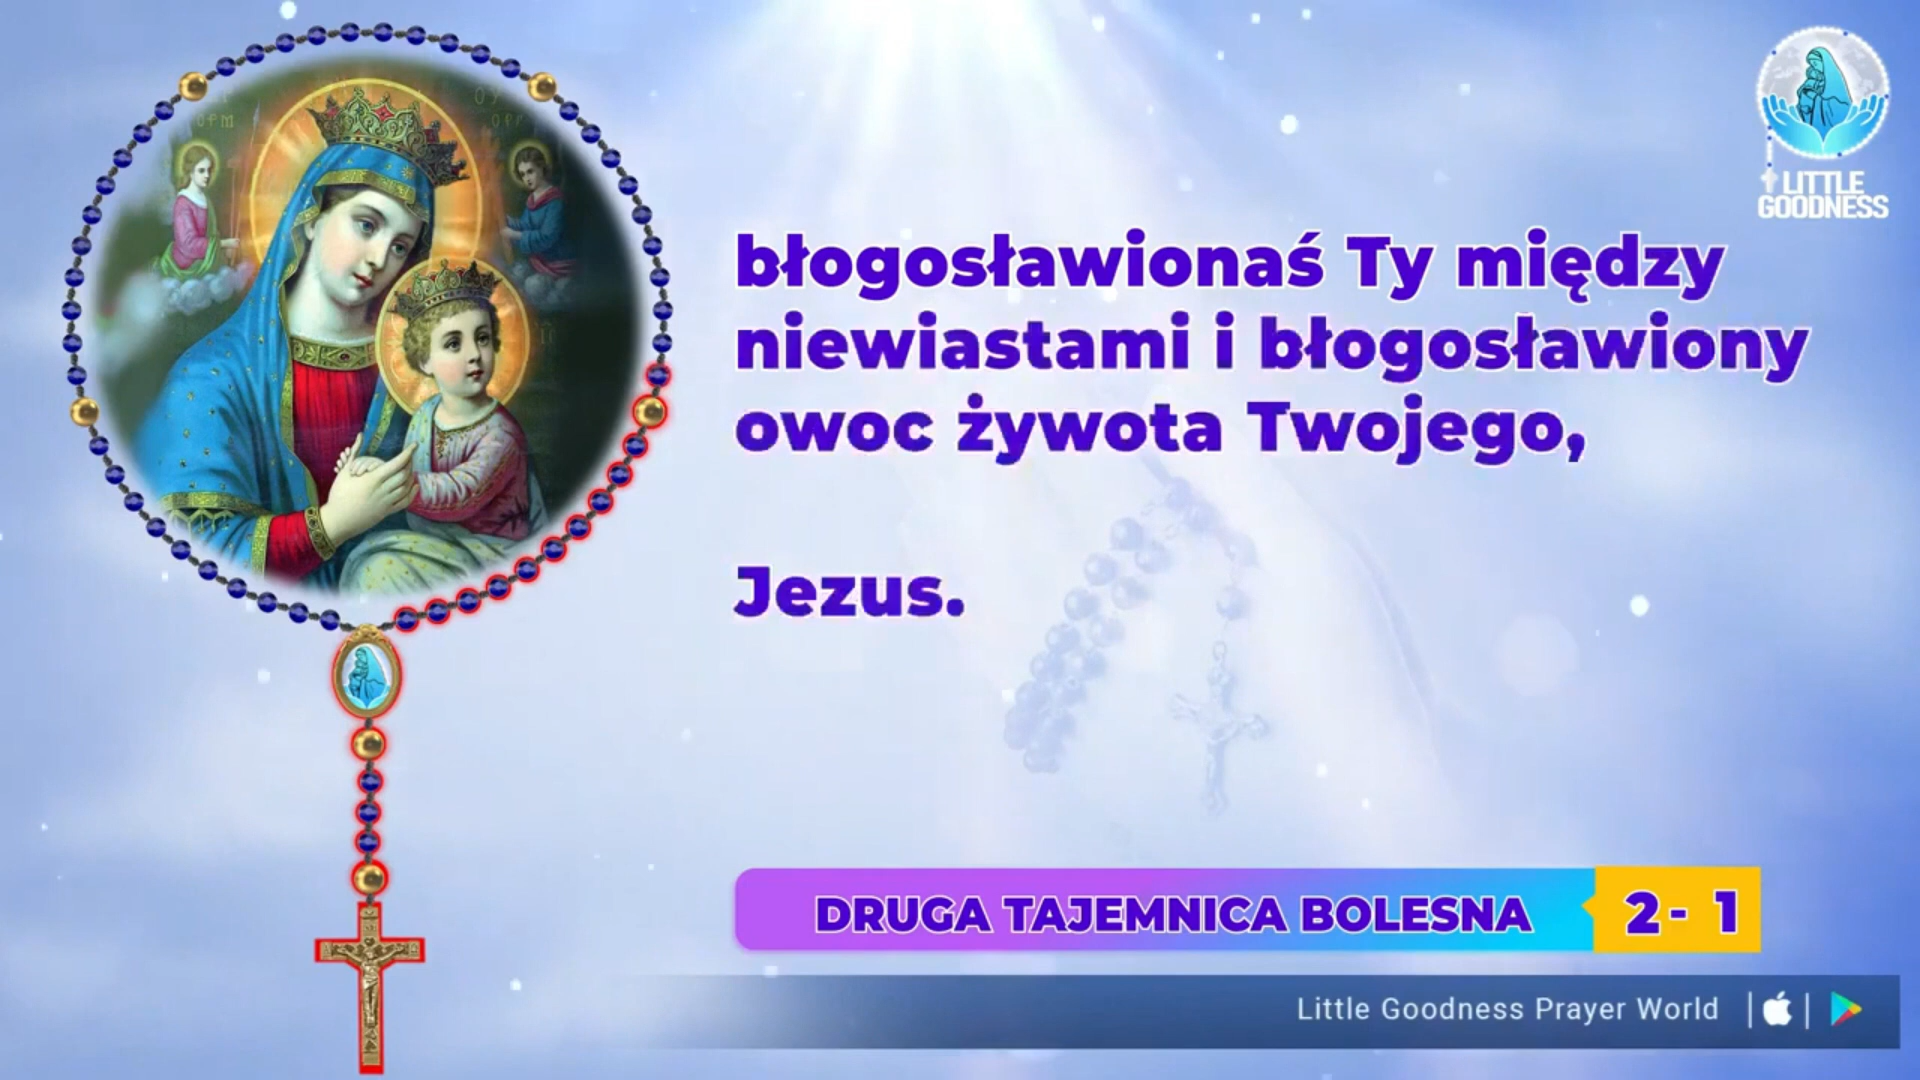 błogosławionaś Ty między
niewiastami i błogosławiony
owoc żywota Twojego,
Jezus.
LITTLE
GOODNESS
DRUGA TAJEMNICA BOLESNA 2- 1
Little Goodness Prayer World